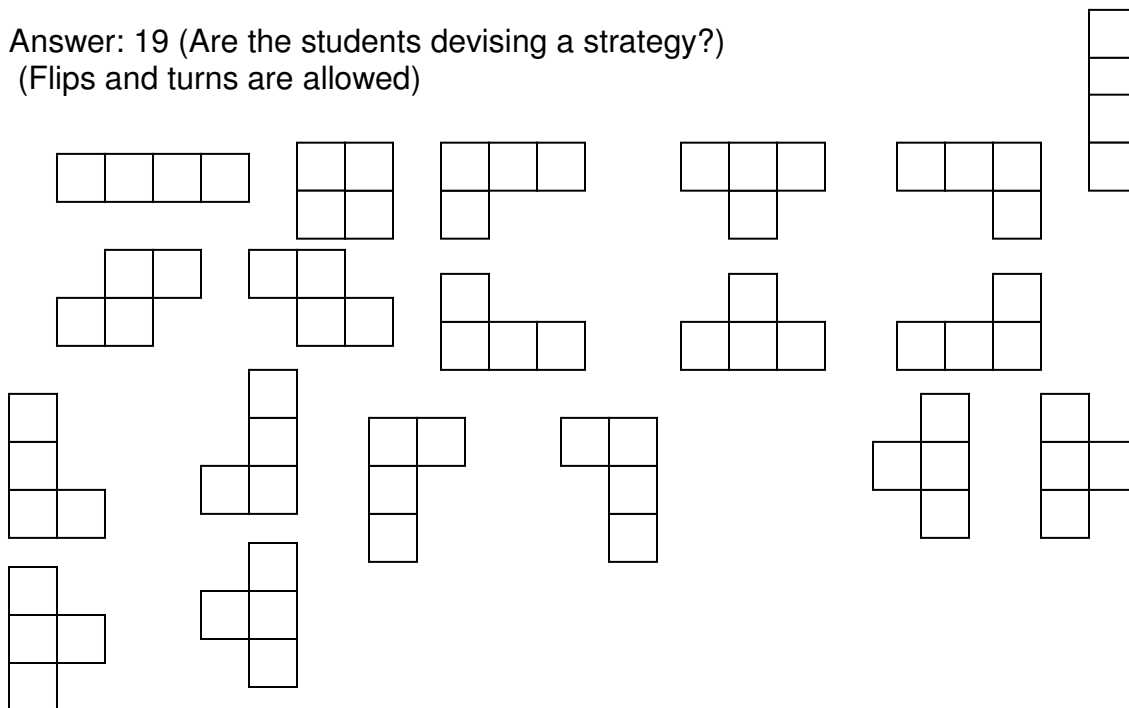 Answer: 19 (Are the students devising a strategy?)
(Flips and turns are allowed)